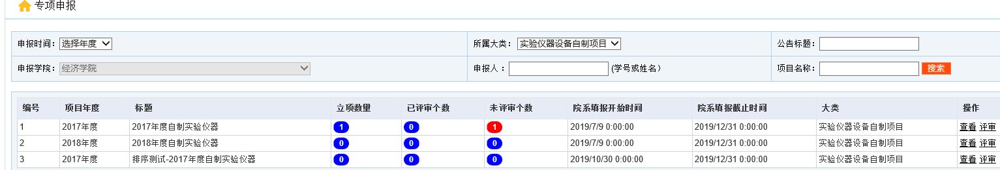 专项申报
申报时间: 选择年度 所属大类: 实验仪器设备自制项目 公告标题:
申报学院: 经济学院 申报人: (学号或姓名) 项目名称: 搜索
编号 项目年度 标题 立项数量 已评审个数 未评审个数 院系填报开始时间 院系填报截止时间 大类 操作
1 2017年度 2017年度自制实验仪器 1 0 1 2019/7/9 0:00:00 2019/12/31 0:00:00 实验仪器设备自制项目 查看 评审
2 2018年度 2018年度自制实验仪器 0 0 0 2019/7/9 0:00:00 2019/12/31 0:00:00 实验仪器设备自制项目 查看 评审
3 2017年度 排序测试-2017年度自制实验仪器 0 0 0 2019/10/30 0:00:00 2019/12/31 0:00:00 实验仪器设备自制项目 查看 评审